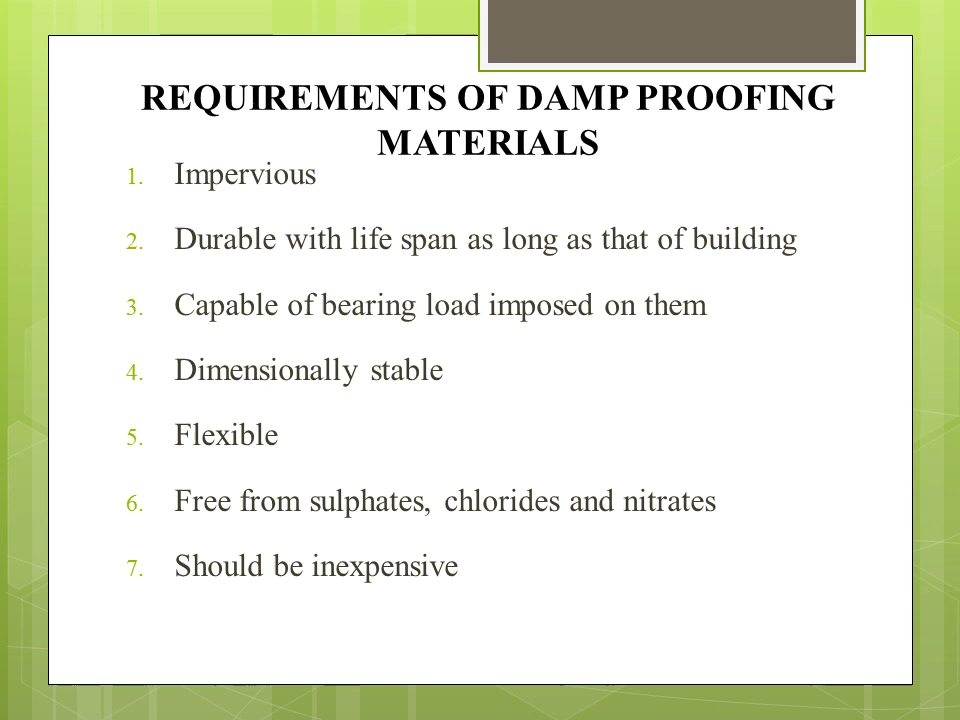 REQUIREMENTS OF DAMP PROOFING
MATERIALS
1. Impervious
2. Durable with life span as long as that of building
3. Capable of bearing load imposed on them
4. Dimensionally stable
5. Flexible
6. Free from sulphates, chlorides and nitrates
7. Should be inexpensive